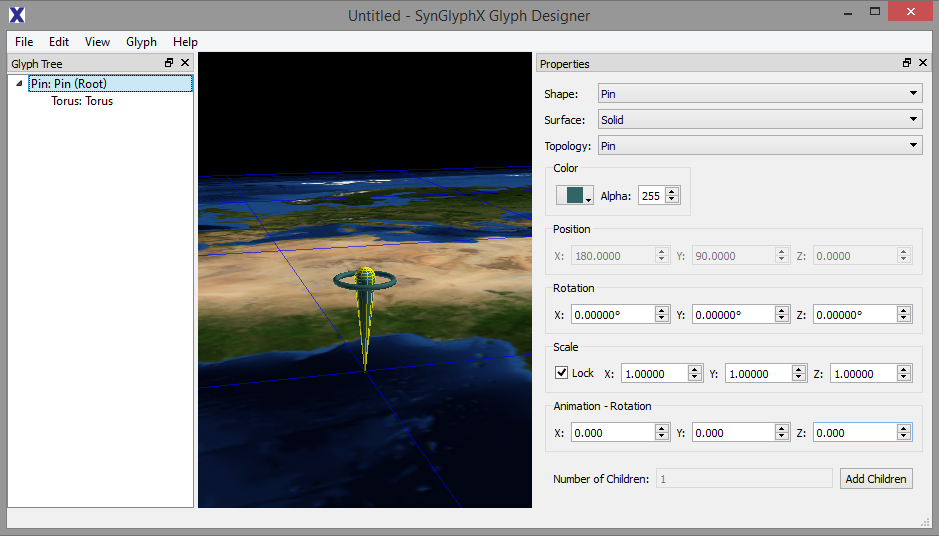 Untitled - SynGlyphX Glyph Designer
File Edit View Glyph Help
Glyph Tree
Pin: Pin (Root)
Torus: Torus
Properties
Shape: Pin
Surface: Solid
Topology: Pin
Color
Alpha: 255
Position
X: 180.0000 Y: 90.0000 Z: 0.0000
Rotation
X: 0.00000° Y: 0.00000° Z: 0.00000°
Scale
Lock X: 1.00000 Y: 1.00000 Z: 1.00000
Animation - Rotation
X: 0.000 Y: 0.000 Z: 0.000
Number of Children: 1 Add Children